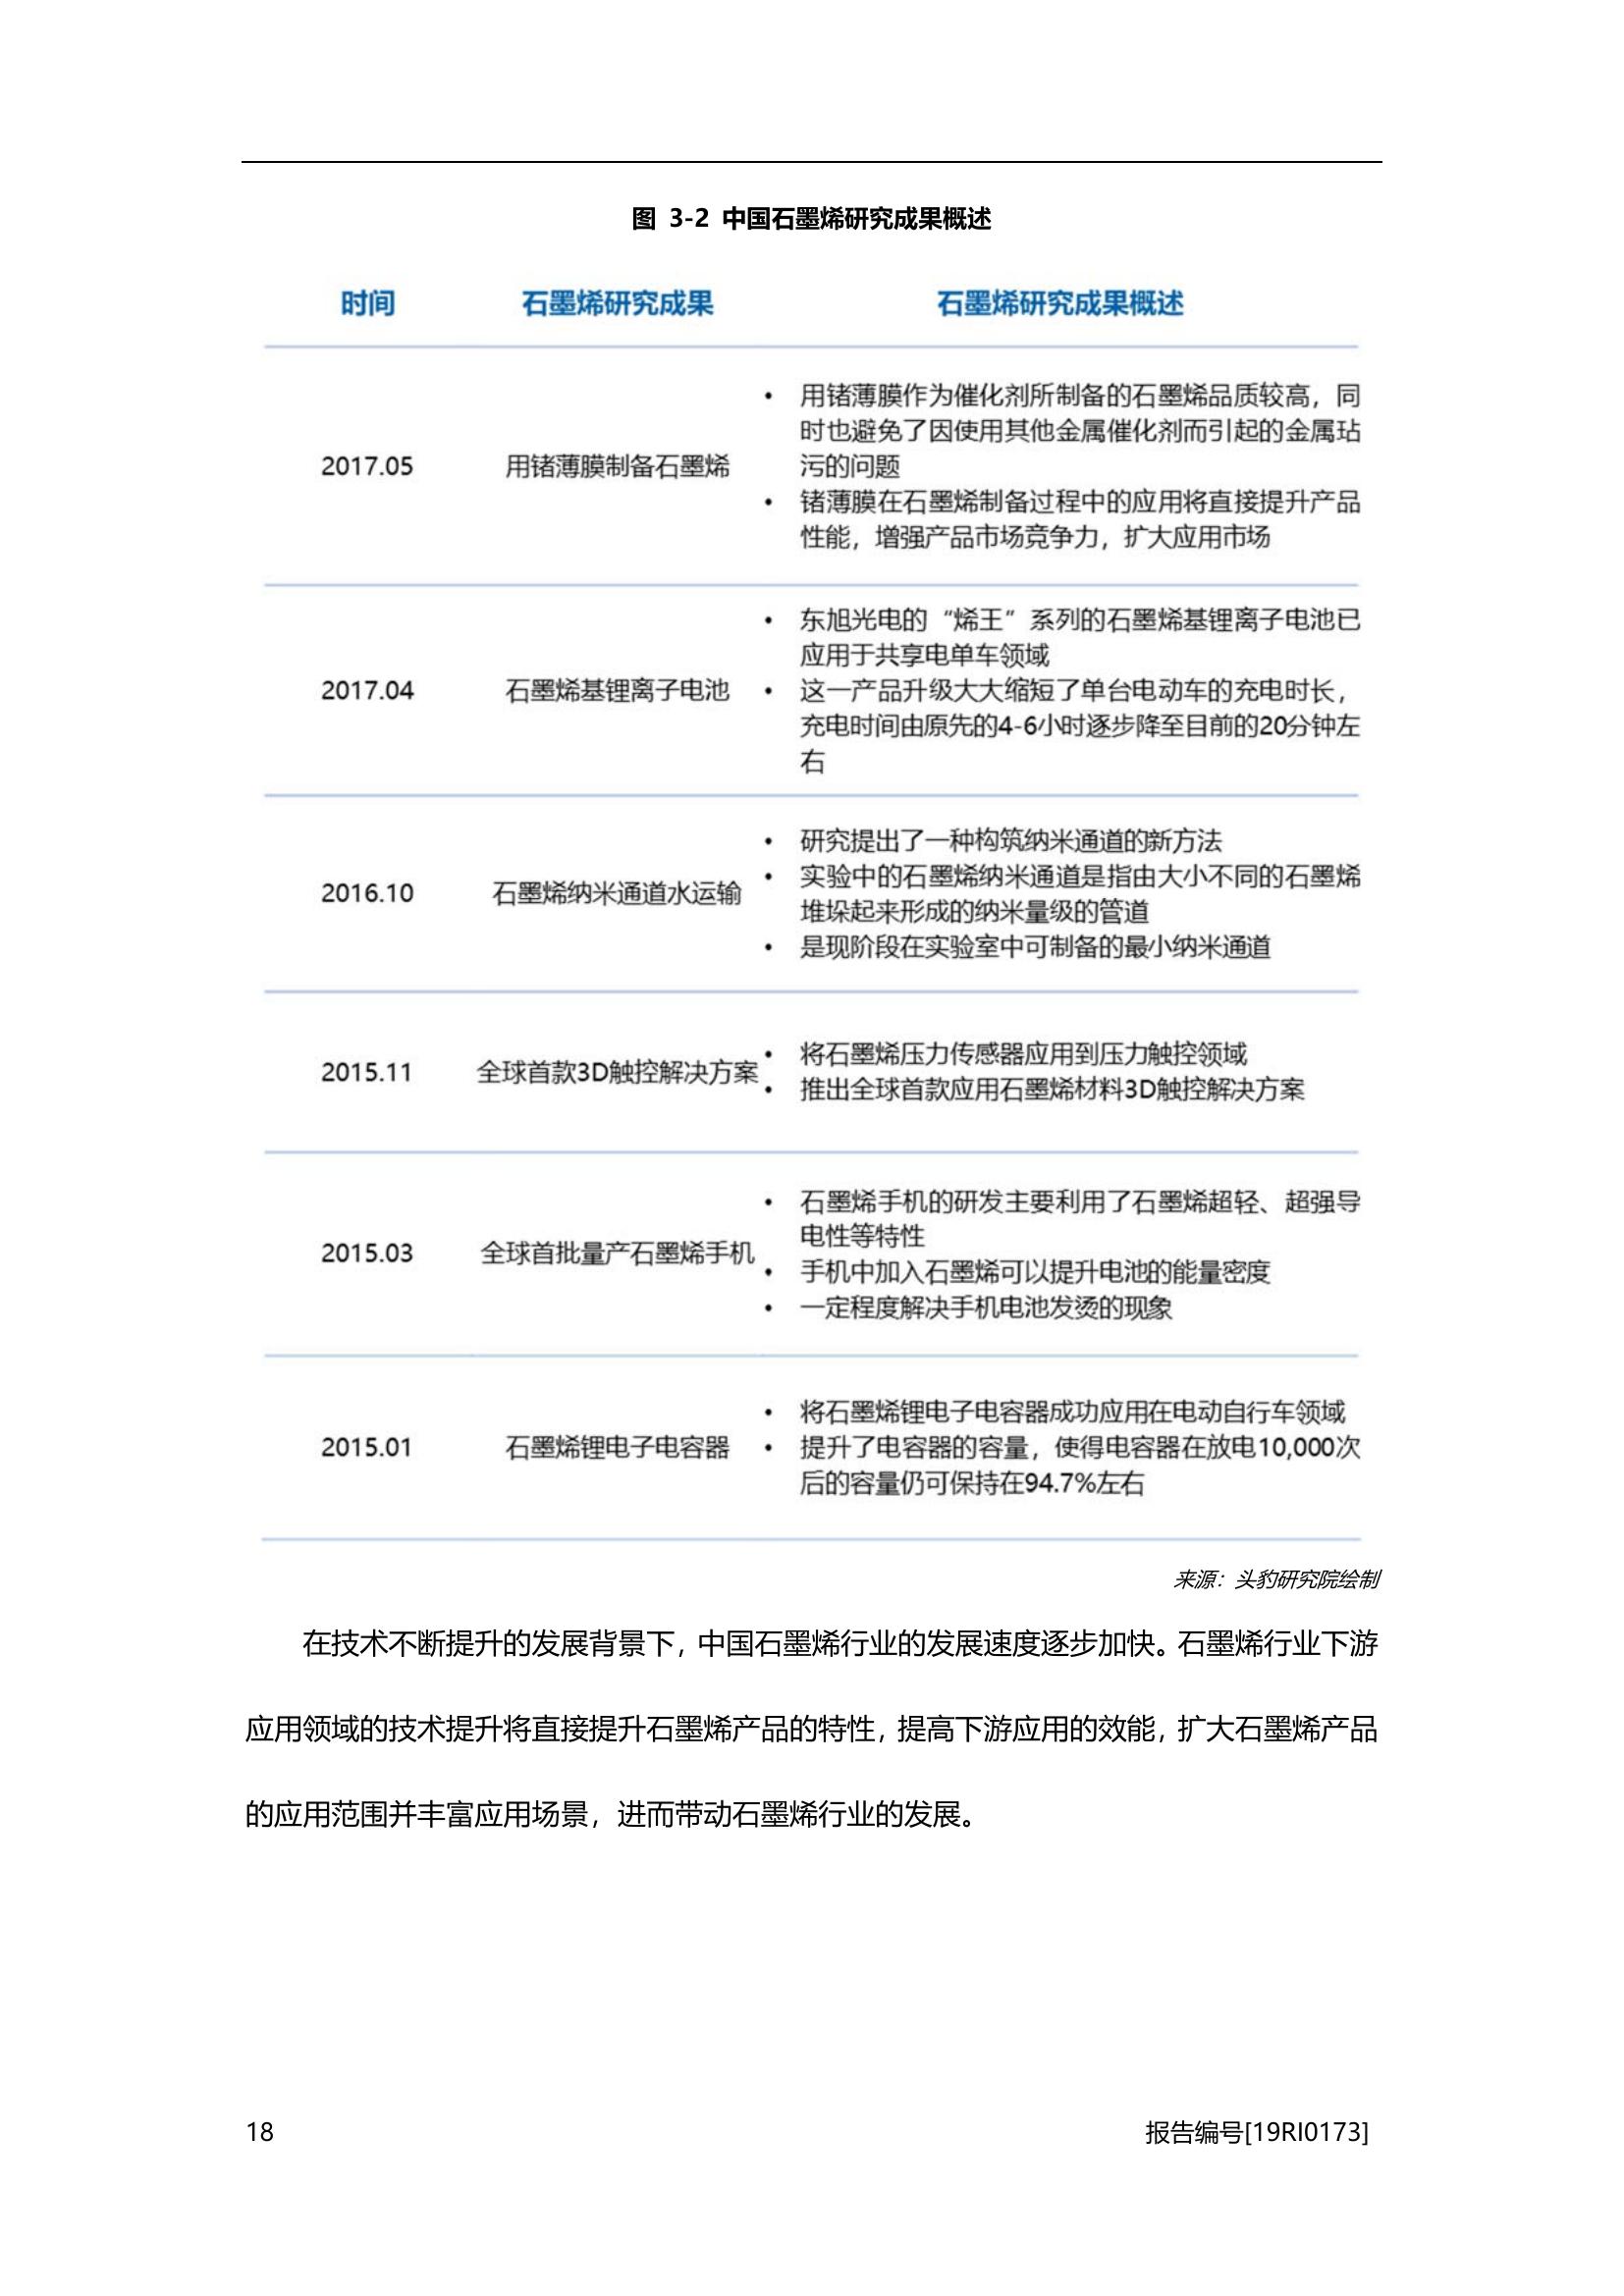 图 3-2 中国石墨烯研究成果概述
时间 石墨烯研究成果 石墨烯研究成果概述
2017.05 用锗薄膜制备石墨烯
• 用锗薄膜作为催化剂所制备的石墨烯品质较高，同
时也避免了因使用其他金属催化剂而引起的金属玷
污的问题
• 锗薄膜在石墨烯制备过程中的应用将直接提升产品
性能，增强产品市场竞争力，扩大应用市场
2017.04 石墨烯基锂离子电池
• 东旭光电的“烯王”系列的石墨烯基锂离子电池已
应用于共享电单车领域
• 这一产品升级大大缩短了单台电动车的充电时长，
充电时间由原先的4-6小时逐步降至目前的20分钟左
右
2016.10 石墨烯纳米通道水运输
• 研究提出了一种构筑纳米通道的新方法
• 实验中的石墨烯纳米通道是指由大小不同的石墨烯
堆垛起来形成的纳米量级的管道
• 是现阶段在实验室中可制备的最小纳米通道
2015.11 全球首款3D触控解决方案
• 将石墨烯压力传感器应用到压力触控领域
• 推出全球首款应用石墨烯材料3D触控解决方案
2015.03 全球首批量产石墨烯手机
• 石墨烯手机的研发主要利用了石墨烯超轻、超强导
电性等特性
• 手机中加入石墨烯可以提升电池的能量密度
• 一定程度解决手机电池发烫的现象
2015.01 石墨烯锂电子电容器
• 将石墨烯锂电子电容器成功应用在电动自行车领域
• 提升了电容器的容量，使得电容器在放电10,000次
后的容量仍可保持在94.7%左右
来源：头豹研究院绘制
在技术不断提升的发展背景下，中国石墨烯行业的发展速度逐步加快。石墨烯行业下游
应用领域的技术提升将直接提升石墨烯产品的特性，提高下游应用的效能，扩大石墨烯产品
的应用范围并丰富应用场景，进而带动石墨烯行业的发展。
18 报告编号[19RI0173]